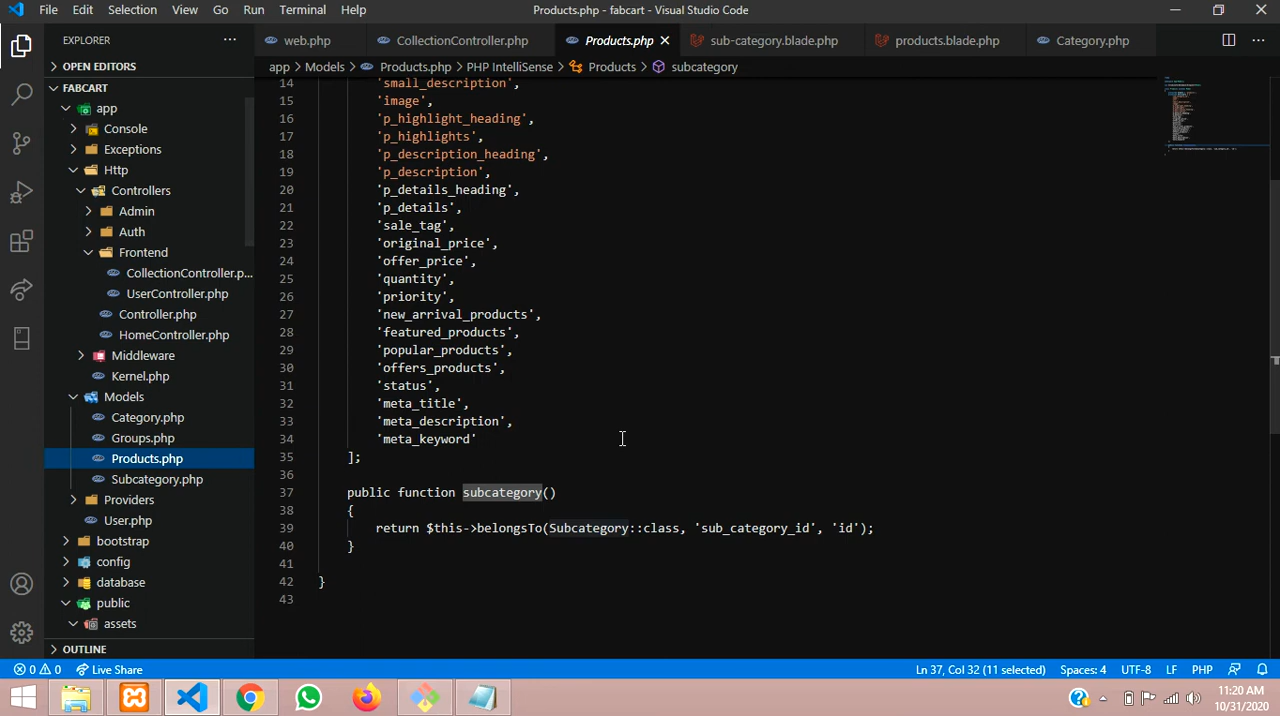 File Edit Selection View Go Run Terminal Help Products.php - fabcart - Visual Studio Code
EXPLORER
web.php CollectionController.php Products.php sub-category.blade.php products.blade.php Category.php
OPEN EDITORS
app > Models > Products.php > PHP IntelliSense > Products > subcategory
FABCART
app
Console
Exceptions
Http
Controllers
Admin
Auth
Frontend
CollectionController.p...
UserController.php
Controller.php
HomeController.php
Middleware
Kernel.php
Models
Category.php
Groups.php
Products.php
Subcategory.php
Providers
User.php
bootstrap
config
database
public
assets
OUTLINE
14 'small_description',
15 'image',
16 'p_highlight_heading',
17 'p_highlights',
18 'p_description_heading',
19 'p_description',
20 'p_details_heading',
21 'p_details',
22 'sale_tag',
23 'original_price',
24 'offer_price',
25 'quantity',
26 'priority',
27 'new_arrival_products',
28 'featured_products',
29 'popular_products',
30 'offers_products',
31 'status',
32 'meta_title',
33 'meta_description',
34 'meta_keyword'
35 ];
36
37 public function subcategory()
38 {
39 return $this->belongsTo(Subcategory::class, 'sub_category_id', 'id');
40 }
41
42 }
43
0 0 Live Share Ln 37, Col 32 (11 selected) Spaces: 4 UTF-8 LF PHP
11:20 AM
10/31/2020